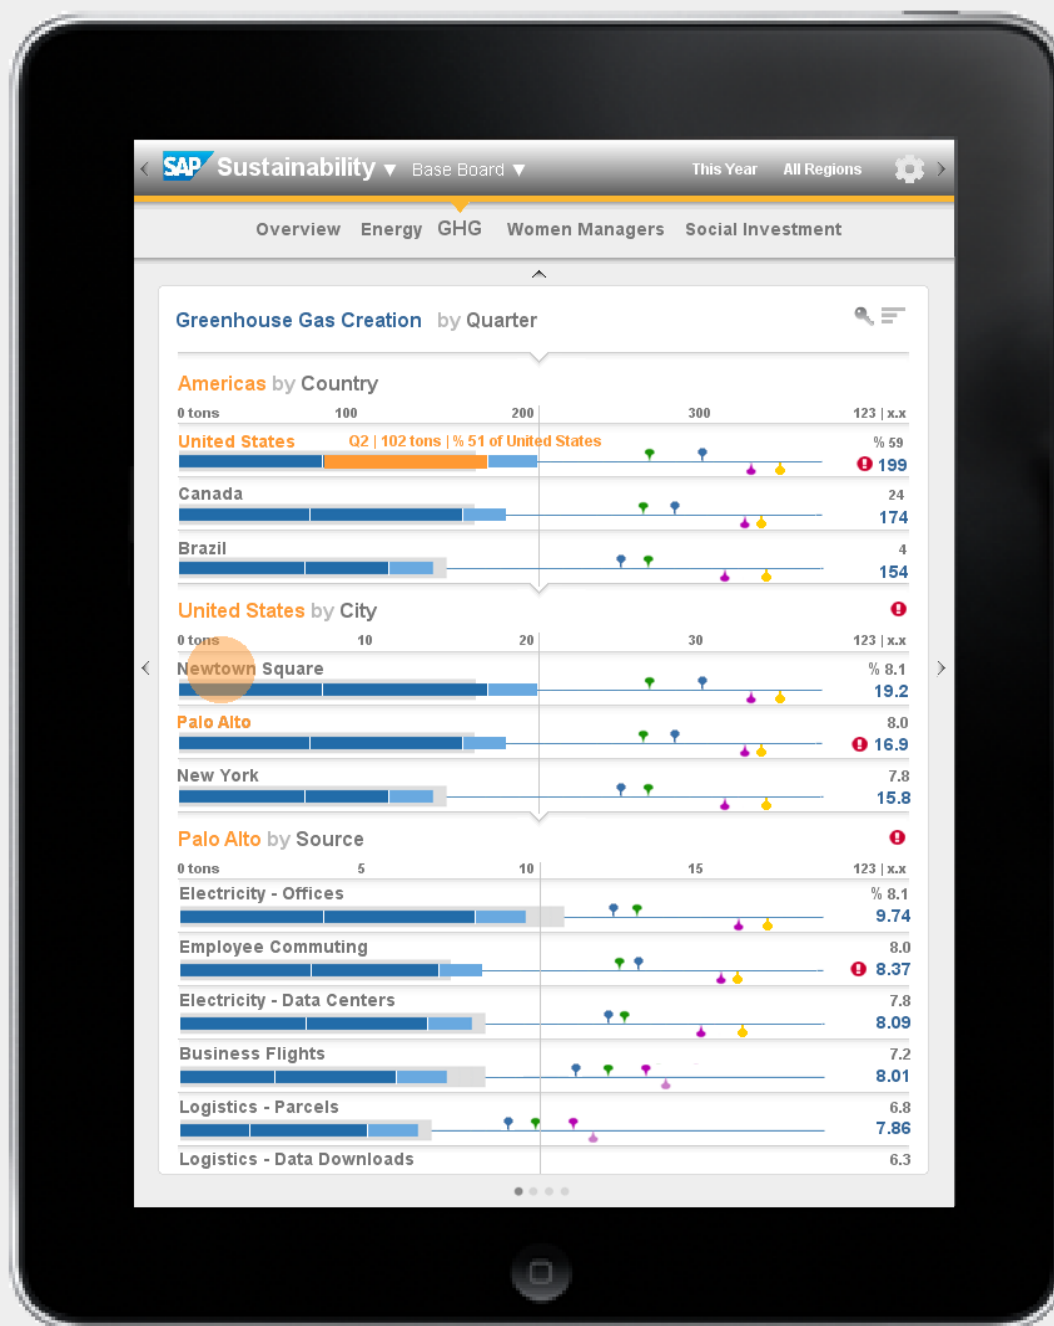 SAP Sustainability ▼ Base Board ▼ This Year All Regions
Overview Energy GHG Women Managers Social Investment
Greenhouse Gas Creation by Quarter
Americas by Country
0 tons 100 200 300 123 | x.x
United States Q2 | 102 tons | % 51 of United States % 59
199
Canada 24
174
Brazil 4
154
United States by City
0 tons 10 20 30 123 | x.x
Newtown Square % 8.1
19.2
Palo Alto 8.0
16.9
New York 7.8
15.8
Palo Alto by Source
0 tons 5 10 15 123 | x.x
Electricity - Offices % 8.1
9.74
Employee Commuting 8.0
8.37
Electricity - Data Centers 7.8
8.09
Business Flights 7.2
8.01
Logistics - Parcels 6.8
7.86
Logistics - Data Downloads 6.3